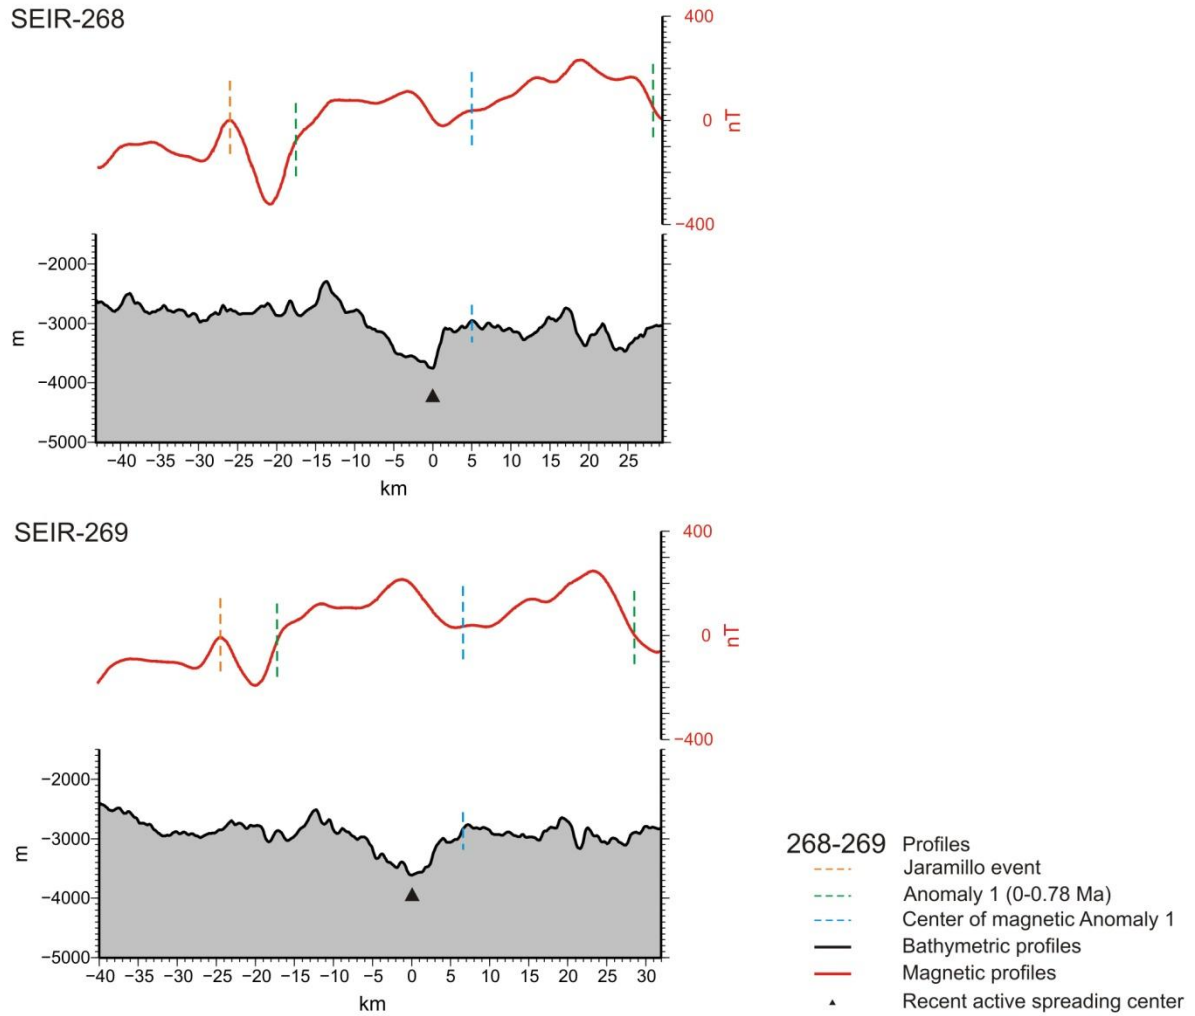 SEIR-268
400
0
nT
−400
−2000
−3000
−4000
−5000
m
−40 −35 −30 −25 −20 −15 −10 −5 0 5 10 15 20 25
km
SEIR-269
400
0
nT
−400
−2000
−3000
−4000
−5000
m
−40 −35 −30 −25 −20 −15 −10 −5 0 5 10 15 20 25 30
km
268-269 Profiles
Jaramillo event
Anomaly 1 (0-0.78 Ma)
Center of magnetic Anomaly 1
Bathymetric profiles
Magnetic profiles
Recent active spreading center